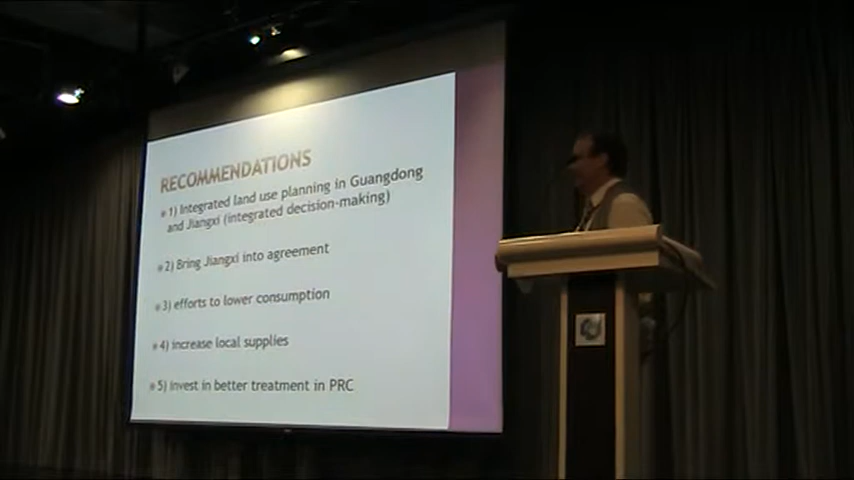 RECOMMENDATIONS
1) Integrated land use planning in Guangdong
and Jiangxi (integrated decision-making)
2) Bring Jiangxi into agreement
3) efforts to lower consumption
4) increase local supplies
5) invest in better treatment in PRC